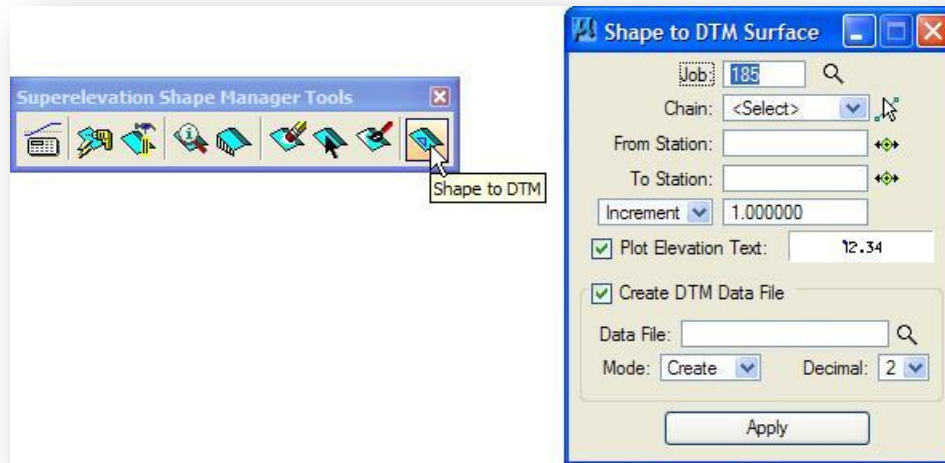 Superelevation Shape Manager Tools
Shape to DTM
Shape to DTM Surface
Job: 185
Chain: <Select>
From Station:
To Station:
Increment 1.000000
Plot Elevation Text: 12.34
Create DTM Data File
Data File:
Mode: Create Decimal: 2
Apply